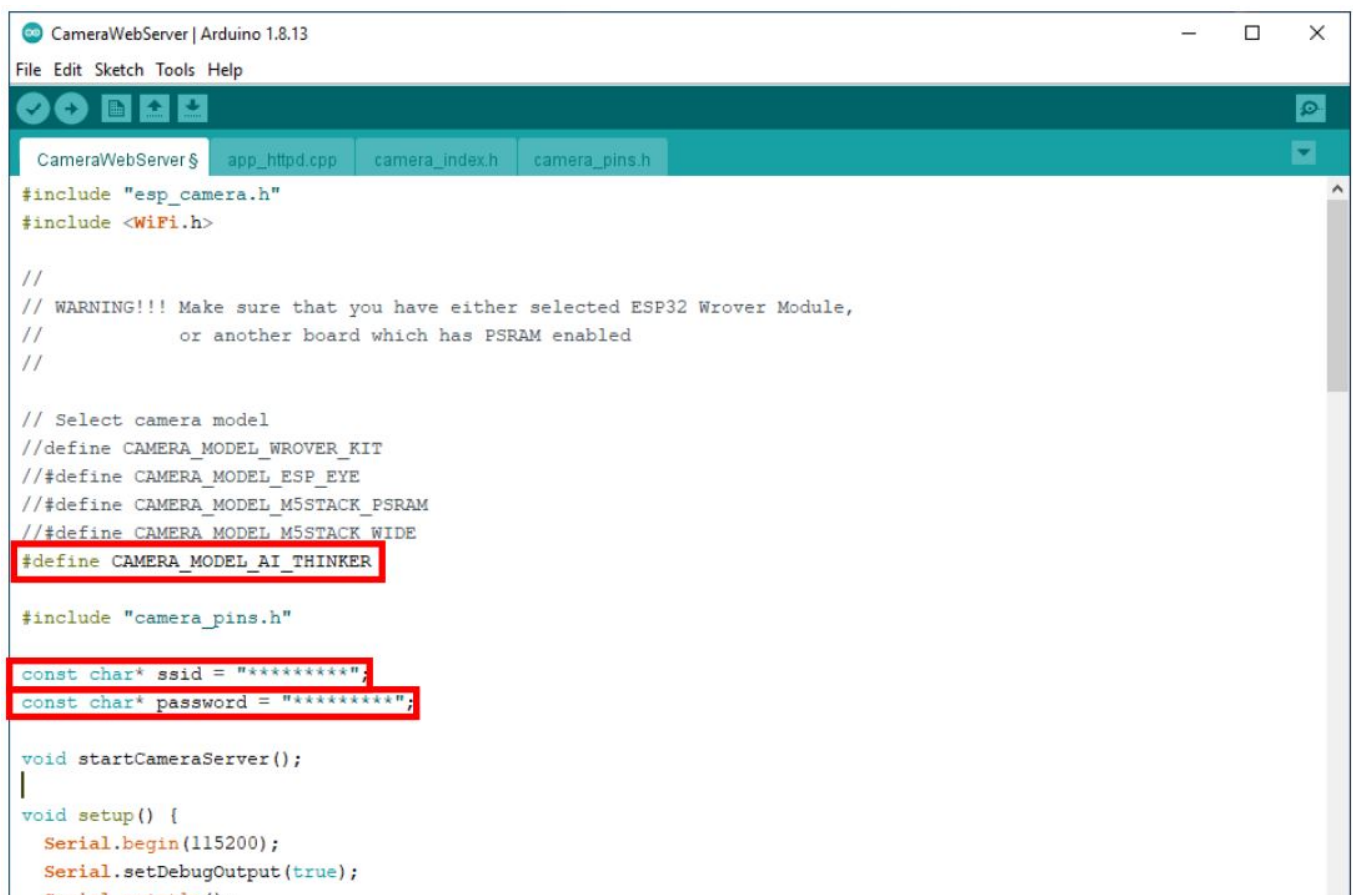 CameraWebServer | Arduino 1.8.13
File Edit Sketch Tools Help
CameraWebServer § app_httpd.cpp camera_index.h camera_pins.h
#include "esp_camera.h"
#include <WiFi.h>
//
// WARNING!!! Make sure that you have either selected ESP32 Wrover Module,
//            or another board which has PSRAM enabled
//
// Select camera model
//define CAMERA_MODEL_WROVER_KIT
//#define CAMERA_MODEL_ESP_EYE
//#define CAMERA_MODEL_M5STACK_PSRAM
//#define CAMERA_MODEL_M5STACK_WIDE
#define CAMERA_MODEL_AI_THINKER
#include "camera_pins.h"
const char* ssid = "*********";
const char* password = "*********";
void startCameraServer();
void setup() {
  Serial.begin(115200);
  Serial.setDebugOutput(true);